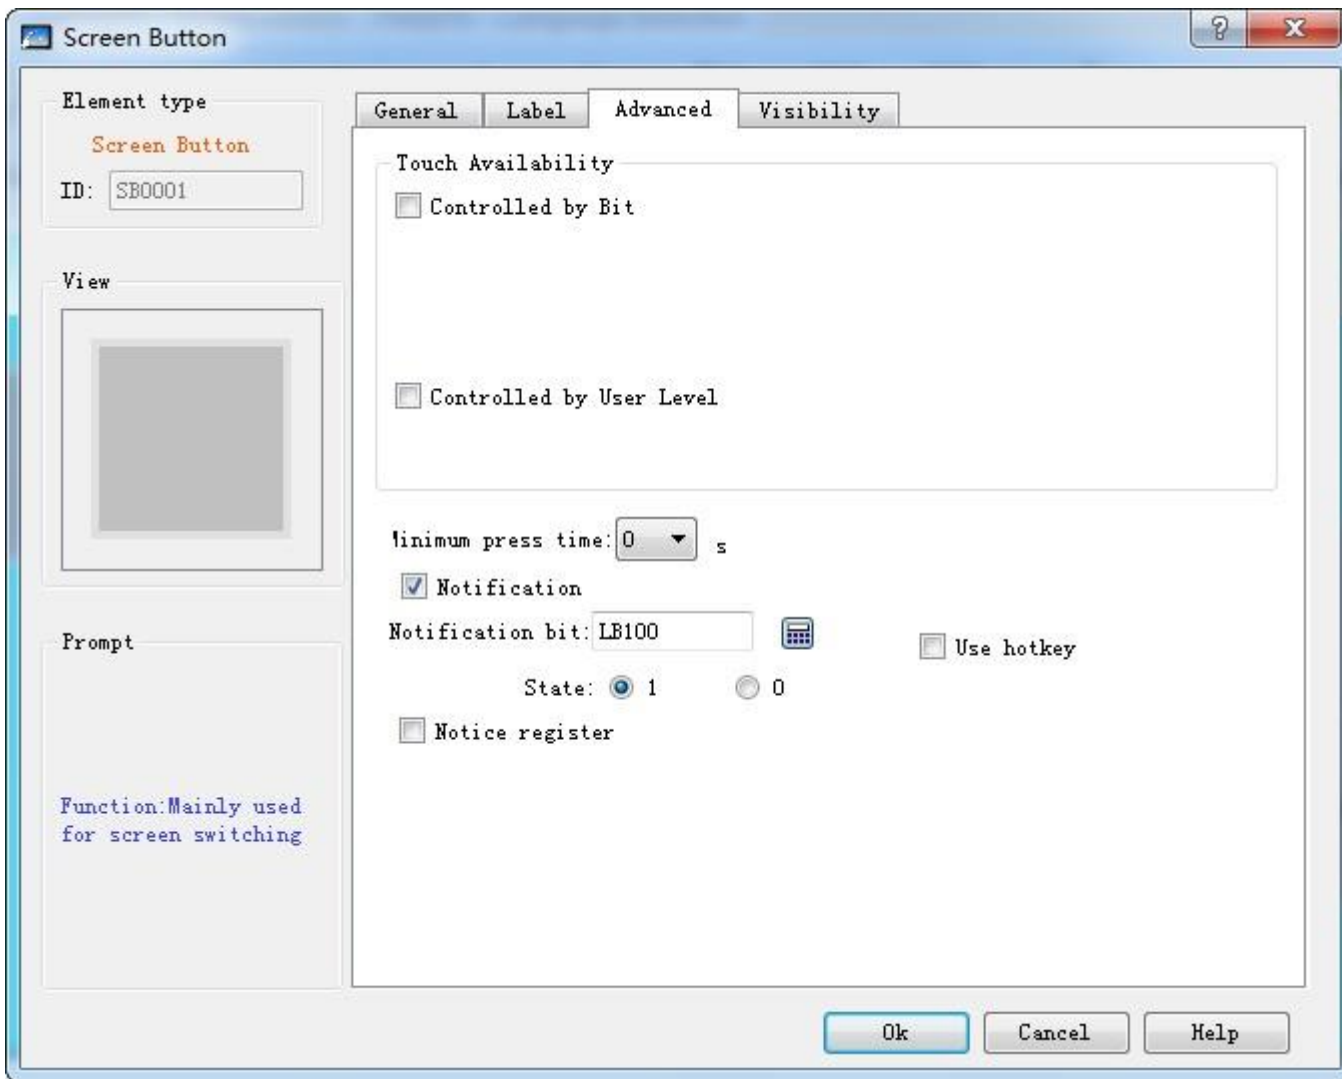 Screen Button
?
x
Element type
Screen Button
ID: SB0001
View
Prompt
Function:Mainly used
for screen switching
General Label Advanced Visibility
Touch Availability
Controlled by Bit
Controlled by User Level
Minimum press time: 0 s
Notification
Notification bit: LB100
Use hotkey
State: 1 0
Notice register
Ok Cancel Help